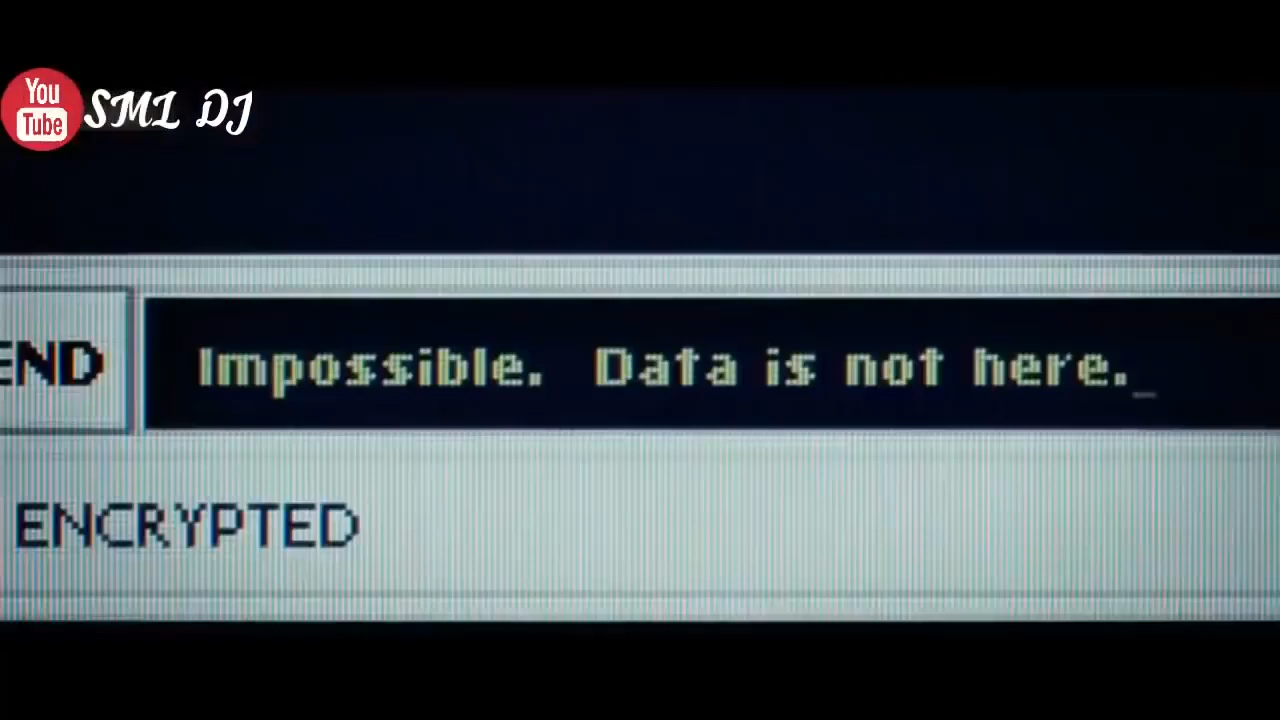 You
Tube
SML DJ
END
Impossible. Data is not here._
ENCRYPTED